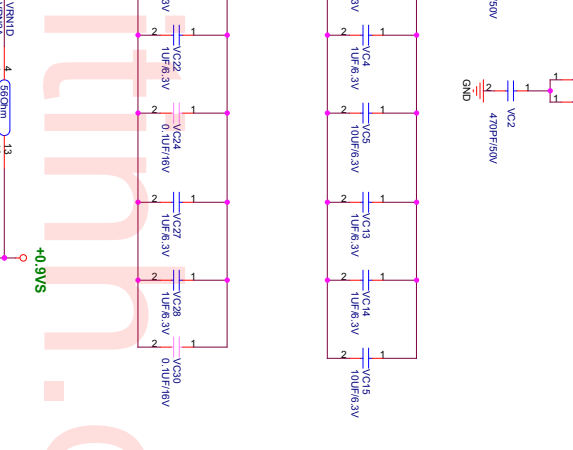 /50V
1
1
VC2
1
2
470PF/50V
GND
3V
VC4
1
2
1UF/6.3V
VC5
1
2
10UF/6.3V
VC13
1
2
1UF/6.3V
VC14
1
2
1UF/6.3V
VC15
1
2
10UF/6.3V
3V
VC22
1
2
1UF/6.3V
VC24
1
2
0.1UF/16V
VC27
1
2
1UF/6.3V
VC28
1
2
1UF/6.3V
VC30
1
2
0.1UF/16V
+0.9VS
VRN1D
4
56Ohm
13